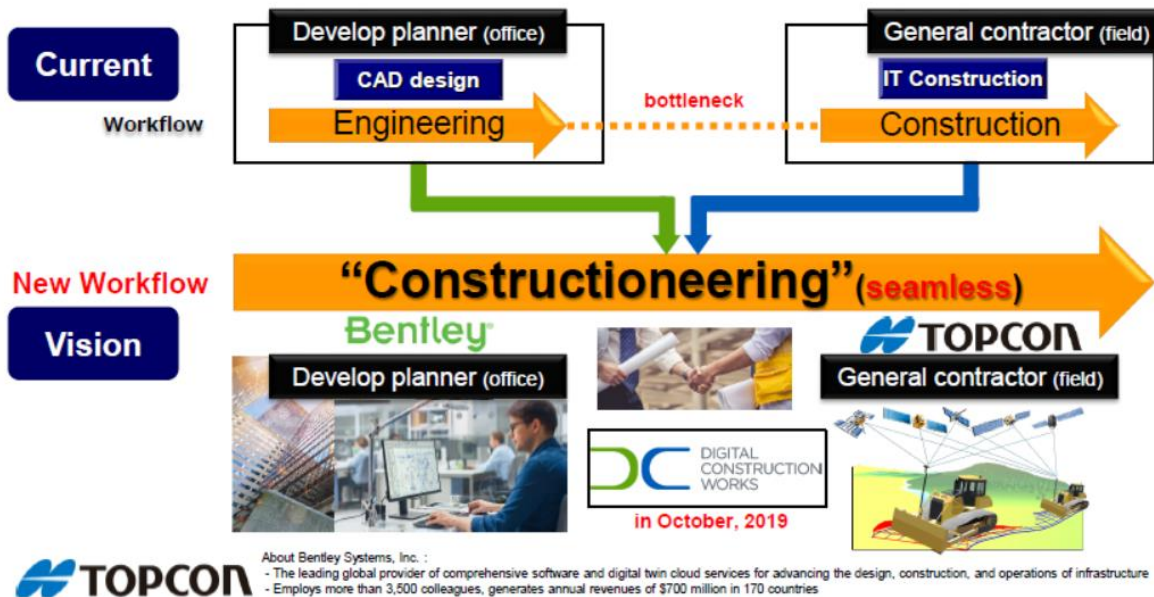 Current
Workflow
Develop planner (office)
CAD design
Engineering
bottleneck
General contractor (field)
IT Construction
Construction
New Workflow
Vision
“Constructioneering”(seamless)
Bentley®
Develop planner (office)
TOPCON
General contractor (field)
DC DIGITAL
CONSTRUCTION
WORKS
in October, 2019
TOPCON
About Bentley Systems, Inc. :
- The leading global provider of comprehensive software and digital twin cloud services for advancing the design, construction, and operations of infrastructure
- Employs more than 3,500 colleagues, generates annual revenues of $700 million in 170 countries